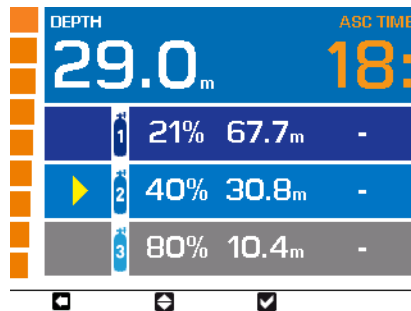 DEPTH ASC TIME
29.0m 18:
1 21% 67.7m -
2 40% 30.8m -
3 80% 10.4m -